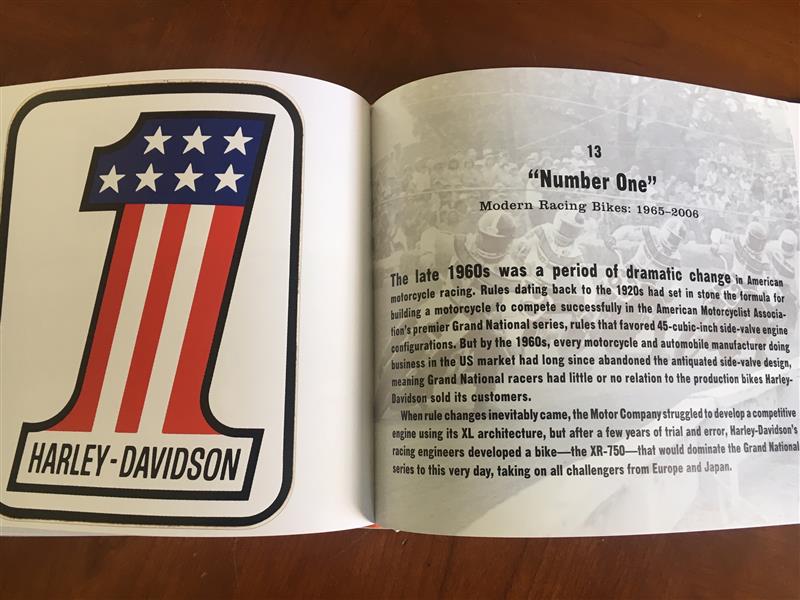 HARLEY-DAVIDSON
13
"Number One"
Modern Racing Bikes: 1965–2006
The late 1960s was a period of dramatic change in American
motorcycle racing. Rules dating back to the 1920s had set in stone the formula for
building a motorcycle to compete successfully in the American Motorcyclist Associa-
tion's premier Grand National series, rules that favored 45-cubic-inch side-valve engine
configurations. But by the 1960s, every motorcycle and automobile manufacturer doing
business in the US market had long since abandoned the antiquated side-valve design,
meaning Grand National racers had little or no relation to the production bikes Harley-
Davidson sold its customers.
When rule changes inevitably came, the Motor Company struggled to develop a competitive
engine using its XL architecture, but after a few years of trial and error, Harley-Davidson's
racing engineers developed a bike—the XR-750—that would dominate the Grand National
series to this very day, taking on all challengers from Europe and Japan.